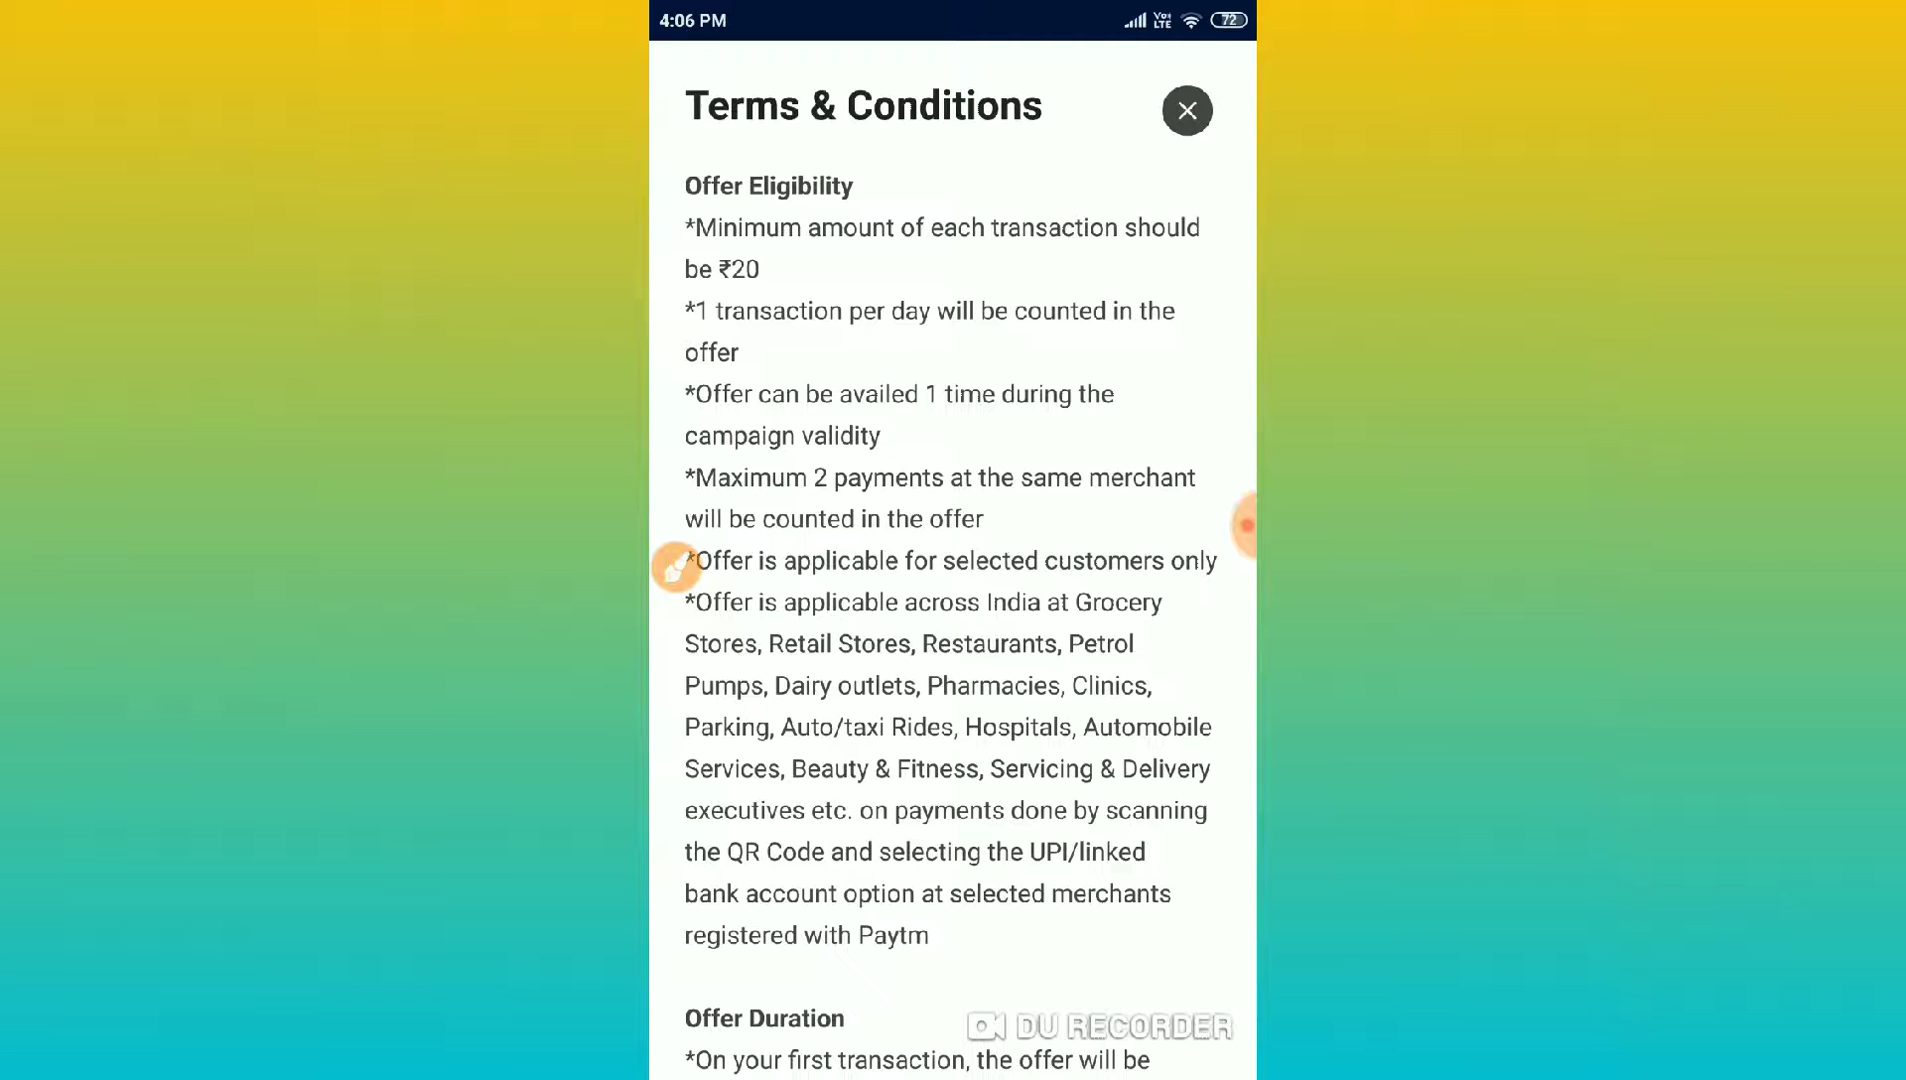 4:06 PM
Vo) LTE
72
Terms & Conditions
Offer Eligibility
*Minimum amount of each transaction should
be ₹20
*1 transaction per day will be counted in the
offer
*Offer can be availed 1 time during the
campaign validity
*Maximum 2 payments at the same merchant
will be counted in the offer
*Offer is applicable for selected customers only
*Offer is applicable across India at Grocery
Stores, Retail Stores, Restaurants, Petrol
Pumps, Dairy outlets, Pharmacies, Clinics,
Parking, Auto/taxi Rides, Hospitals, Automobile
Services, Beauty & Fitness, Servicing & Delivery
executives etc. on payments done by scanning
the QR Code and selecting the UPI/linked
bank account option at selected merchants
registered with Paytm
Offer Duration
DU RECORDER
*On your first transaction, the offer will be